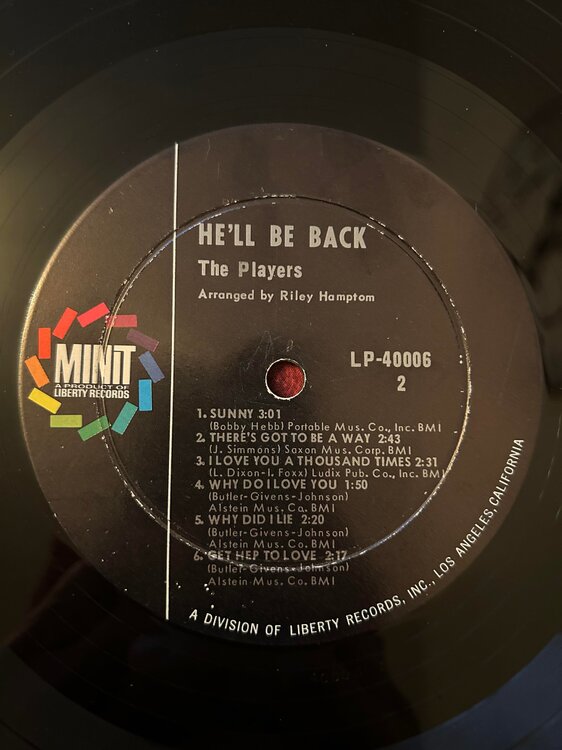 HE'LL BE BACK
The Players
Arranged by Riley Hamptom
MINIT
A PRODUCT OF
LIBERTY RECORDS
LP-40006
2
1. SUNNY 3:01
(Bobby Hebb) Portable Mus. Co., Inc. BMI
2. THERE'S GOT TO BE A WAY 2:43
(J. Simmons) Saxon Mus. Corp. BMI
3. I LOVE YOU A THOUSAND TIMES 2:31
(L. Dixon-I. Foxx) Ludix Pub. Co., Inc. BMI
4. WHY DO I LOVE YOU 1:50
(Butler-Givens-Johnson)
Alstein Mus. Co. BMI
5. WHY DID I LIE 2:20
(Butler-Givens-Johnson)
Alstein Mus. Co. BMI
6. GET HEP TO LOVE 2:17
(Butler-Givens-Johnson)
Alstein Mus. Co. BMI
A DIVISION OF LIBERTY RECORDS, INC., LOS ANGELES, CALIFORNIA